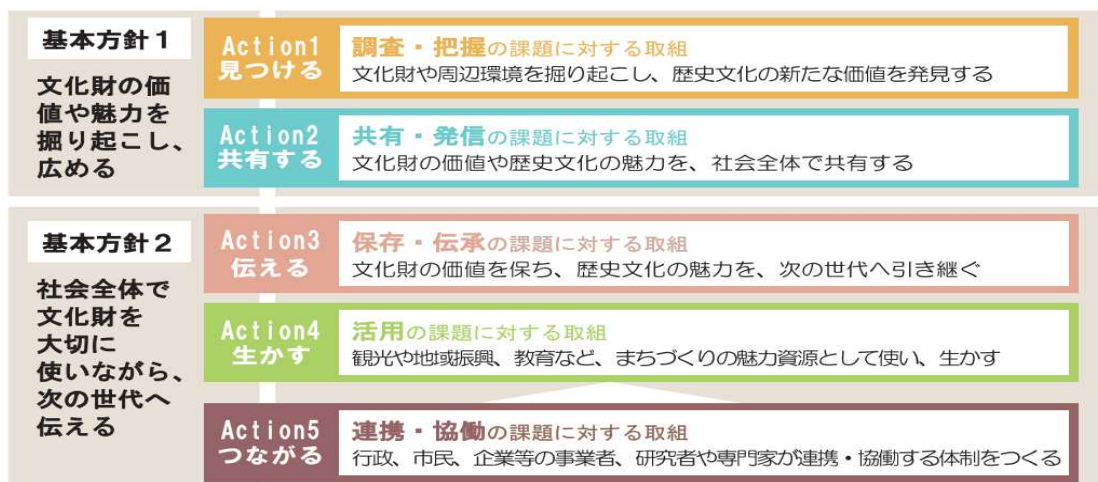 基本方針1
文化財の価
値や魅力を
掘り起こし、
広める
Action1
見つける
調査・把握の課題に対する取組
文化財や周辺環境を掘り起こし、歴史文化の新たな価値を発見する
Action2
共有する
共有・発信の課題に対する取組
文化財の価値や歴史文化の魅力を、社会全体で共有する
基本方針2
社会全体で
文化財を
大切に
使いながら、
次の世代へ
伝える
Action3
伝える
保存・伝承の課題に対する取組
文化財の価値を保ち、歴史文化の魅力を、次の世代へ引き継ぐ
Action4
生かす
活用の課題に対する取組
観光や地域振興、教育など、まちづくりの魅力資源として使い、生かす
Action5
つながる
連携・協働の課題に対する取組
行政、市民、企業等の事業者、研究者や専門家が連携・協働する体制をつくる